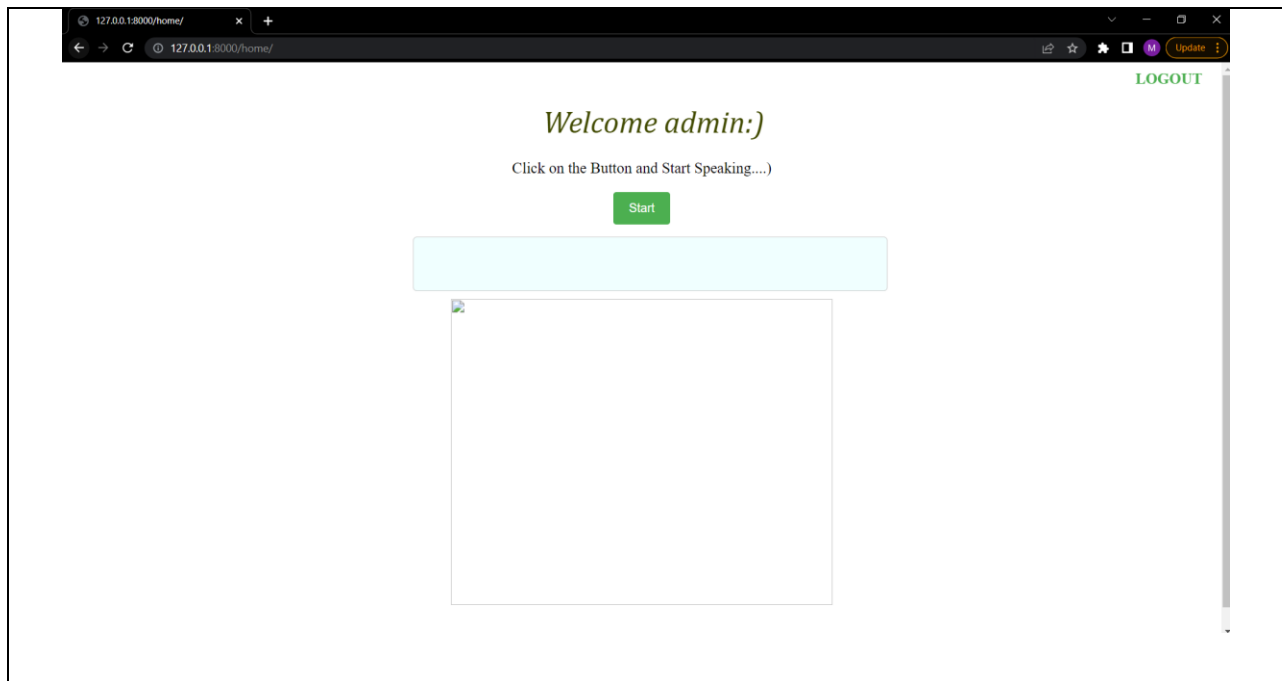 127.0.0.1:8000/home/
127.0.0.1:8000/home/
M
Update
LOGOUT
Welcome admin:)
Click on the Button and Start Speaking....)
Start